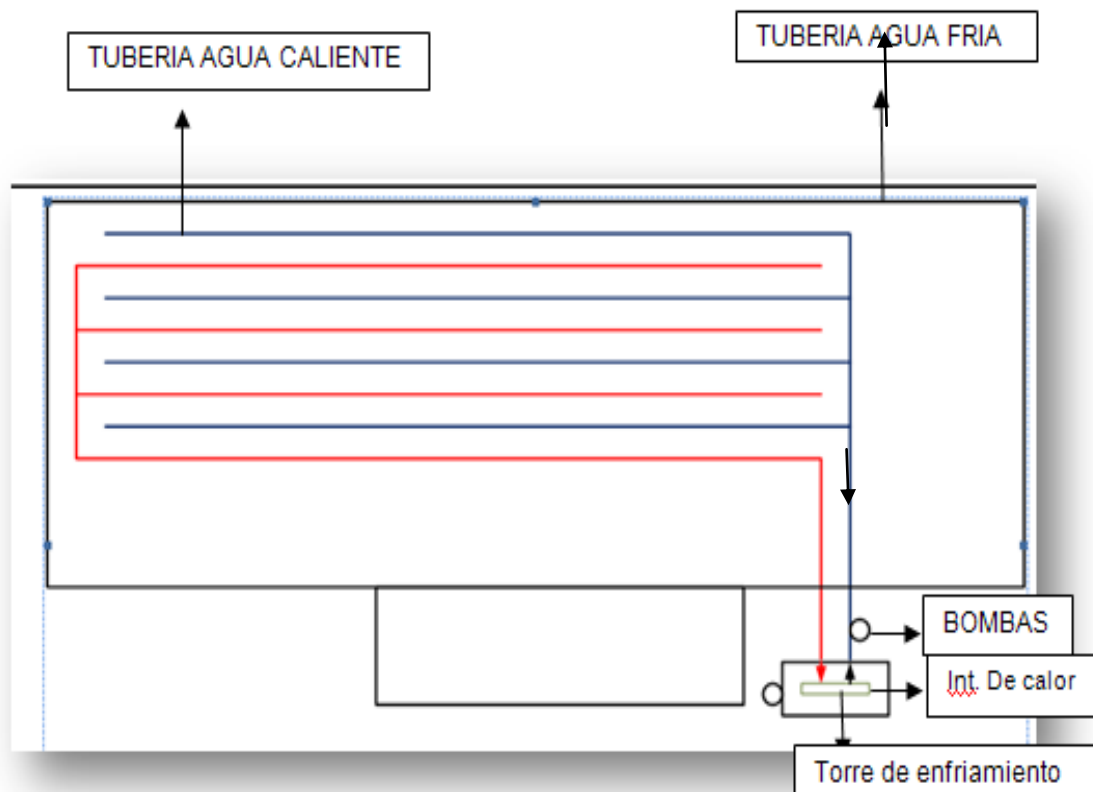 TUBERIA AGUA CALIENTE
TUBERIA AGUA FRIA
BOMBAS
Int. De calor
Torre de enfriamiento